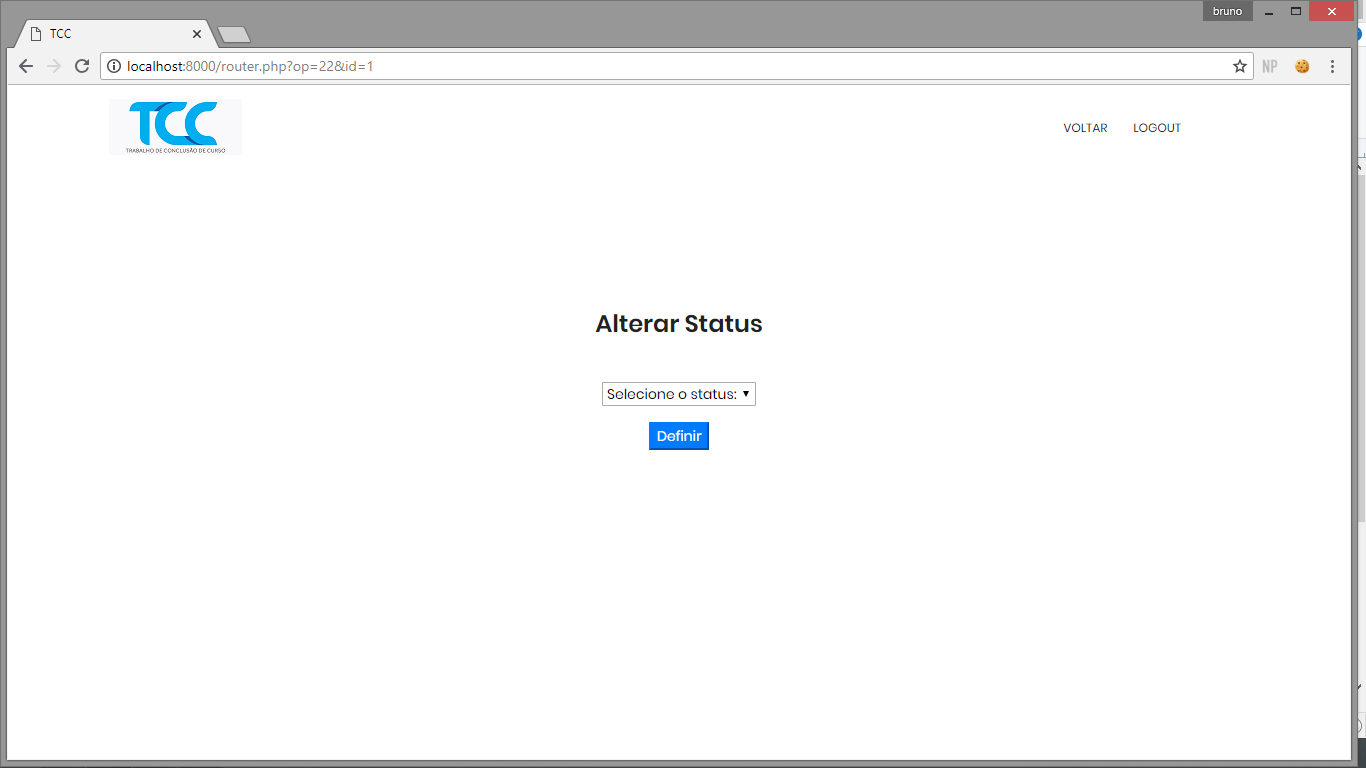 bruno
TCC
localhost:8000/router.php?op=22&id=1
NP
TCC
TRABALHO DE CONCLUSÃO DE CURSO
VOLTAR LOGOUT
Alterar Status
Selecione o status:
Definir